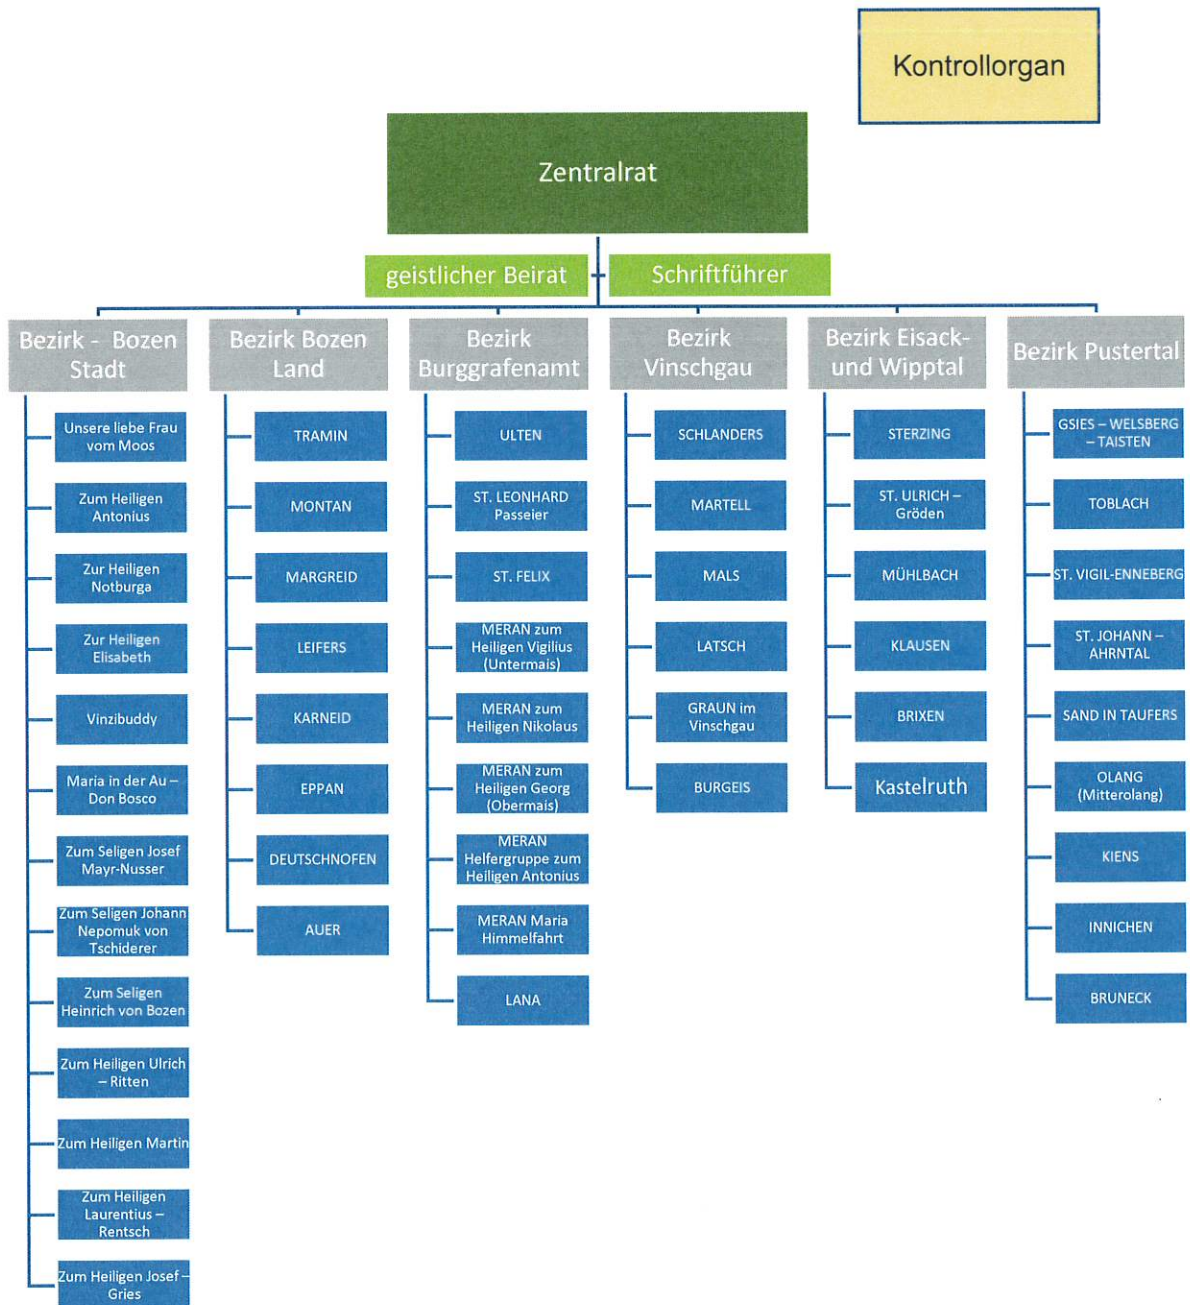 Kontrollorgan
Zentralrat
geistlicher Beirat
Schriftführer
Bezirk - Bozen
Stadt
Unsere liebe Frau
vom Moos
Zum Heiligen
Antonius
Zur Heiligen
Notburga
Zur Heiligen
Elisabeth
Vinzibuddy
Maria in der Au –
Don Bosco
Zum Seligen Josef
Mayr-Nusser
Zum Seligen Johann
Nepomuk von
Tschiderer
Zum Seligen
Heinrich von Bozen
Zum Heiligen Ulrich
– Ritten
Zum Heiligen Martin
Zum Heiligen
Laurentius –
Rentsch
Zum Heiligen Josef –
Gries
Bezirk Bozen
Land
TRAMIN
MONTAN
MARGREID
LEIFERS
KARNEID
EPPAN
DEUTSCHNOFEN
AUER
Bezirk
Burggrafenamt
ULTEN
ST. LEONHARD
Passeier
ST. FELIX
MERAN zum
Heiligen Vigilius
(Untermais)
MERAN zum
Heiligen Nikolaus
MERAN zum
Heiligen Georg
(Obermais)
MERAN
Helfergruppe zum
Heiligen Antonius
MERAN Maria
Himmelfahrt
LANA
Bezirk
Vinschgau
SCHLANDERS
MARTELL
MALS
LATSCH
GRAUN im
Vinschgau
BURGEIS
Bezirk Eisack-
und Wipptal
STERZING
ST. ULRICH –
Gröden
MÜHLBACH
KLAUSEN
BRIXEN
Kastelruth
Bezirk Pustertal
GSIES – WELSBERG
– TAISTEN
TOBLACH
ST. VIGIL-ENNEBERG
ST. JOHANN –
AHRNTAL
SAND IN TAUFERS
OLANG
(Mitterolang)
KIENS
INNICHEN
BRUNECK